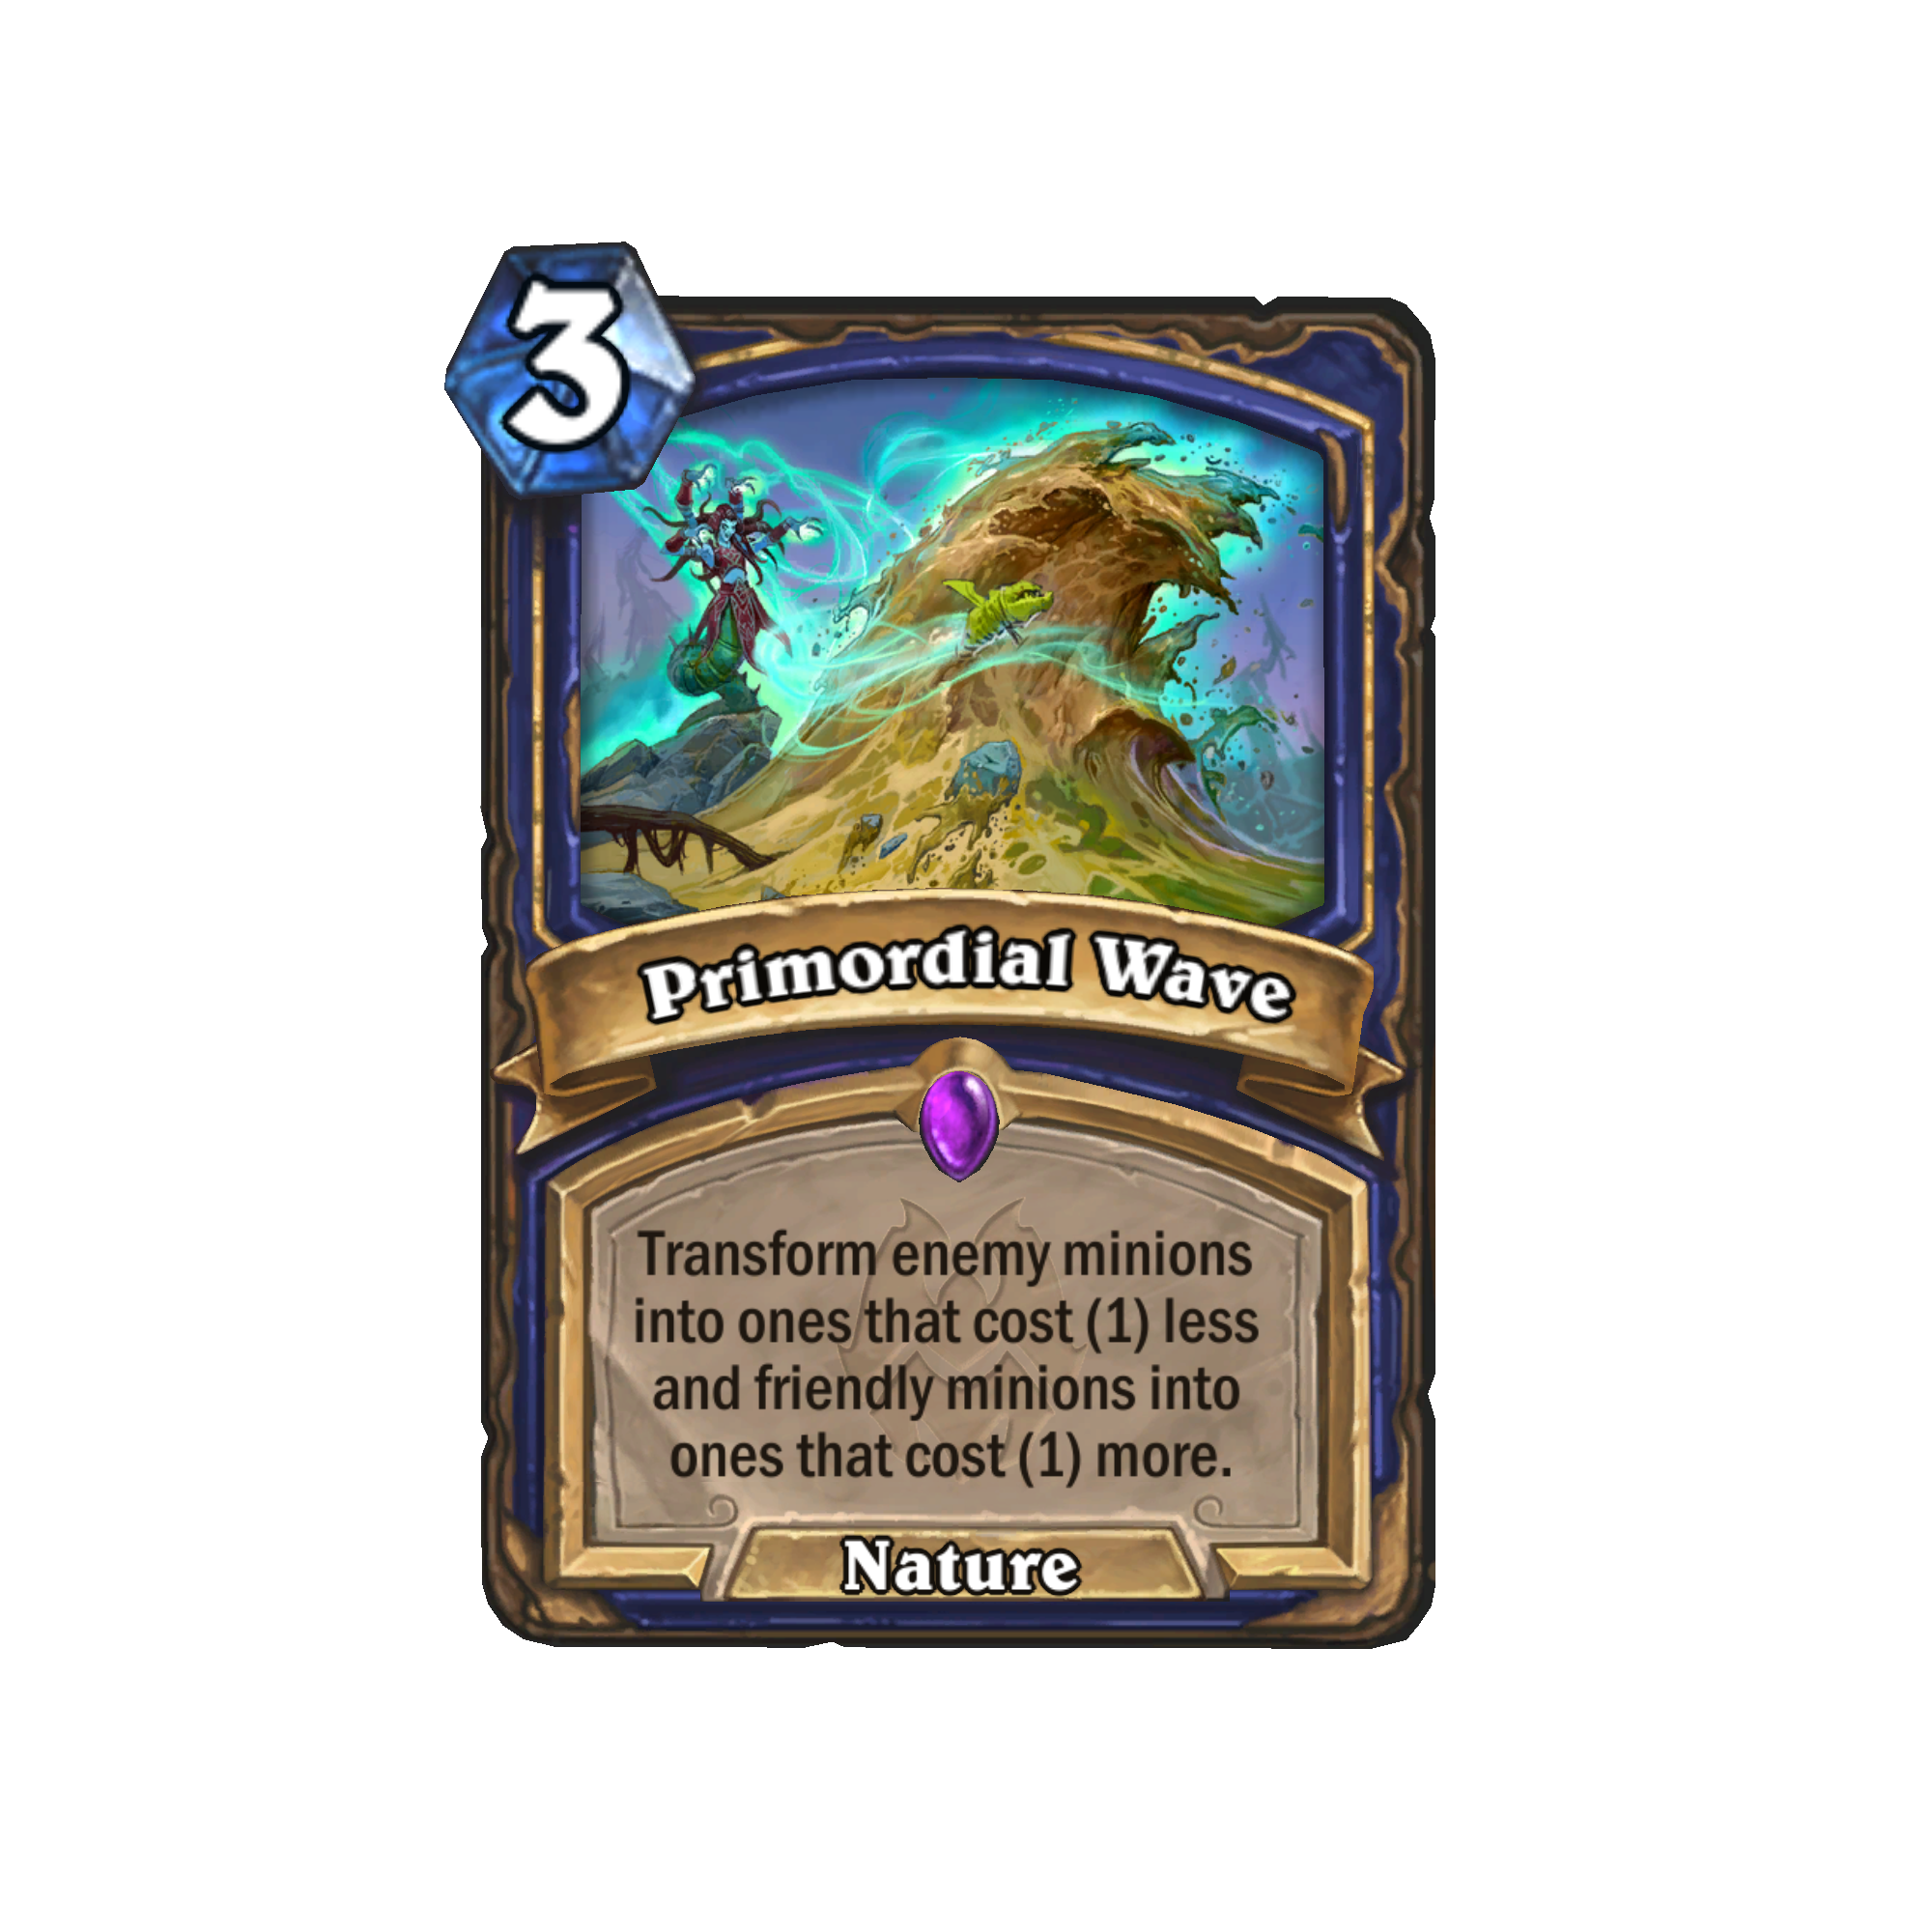 3
Primordial Wave
Transform enemy minions
into ones that cost (1) less
and friendly minions into
ones that cost (1) more.
Nature